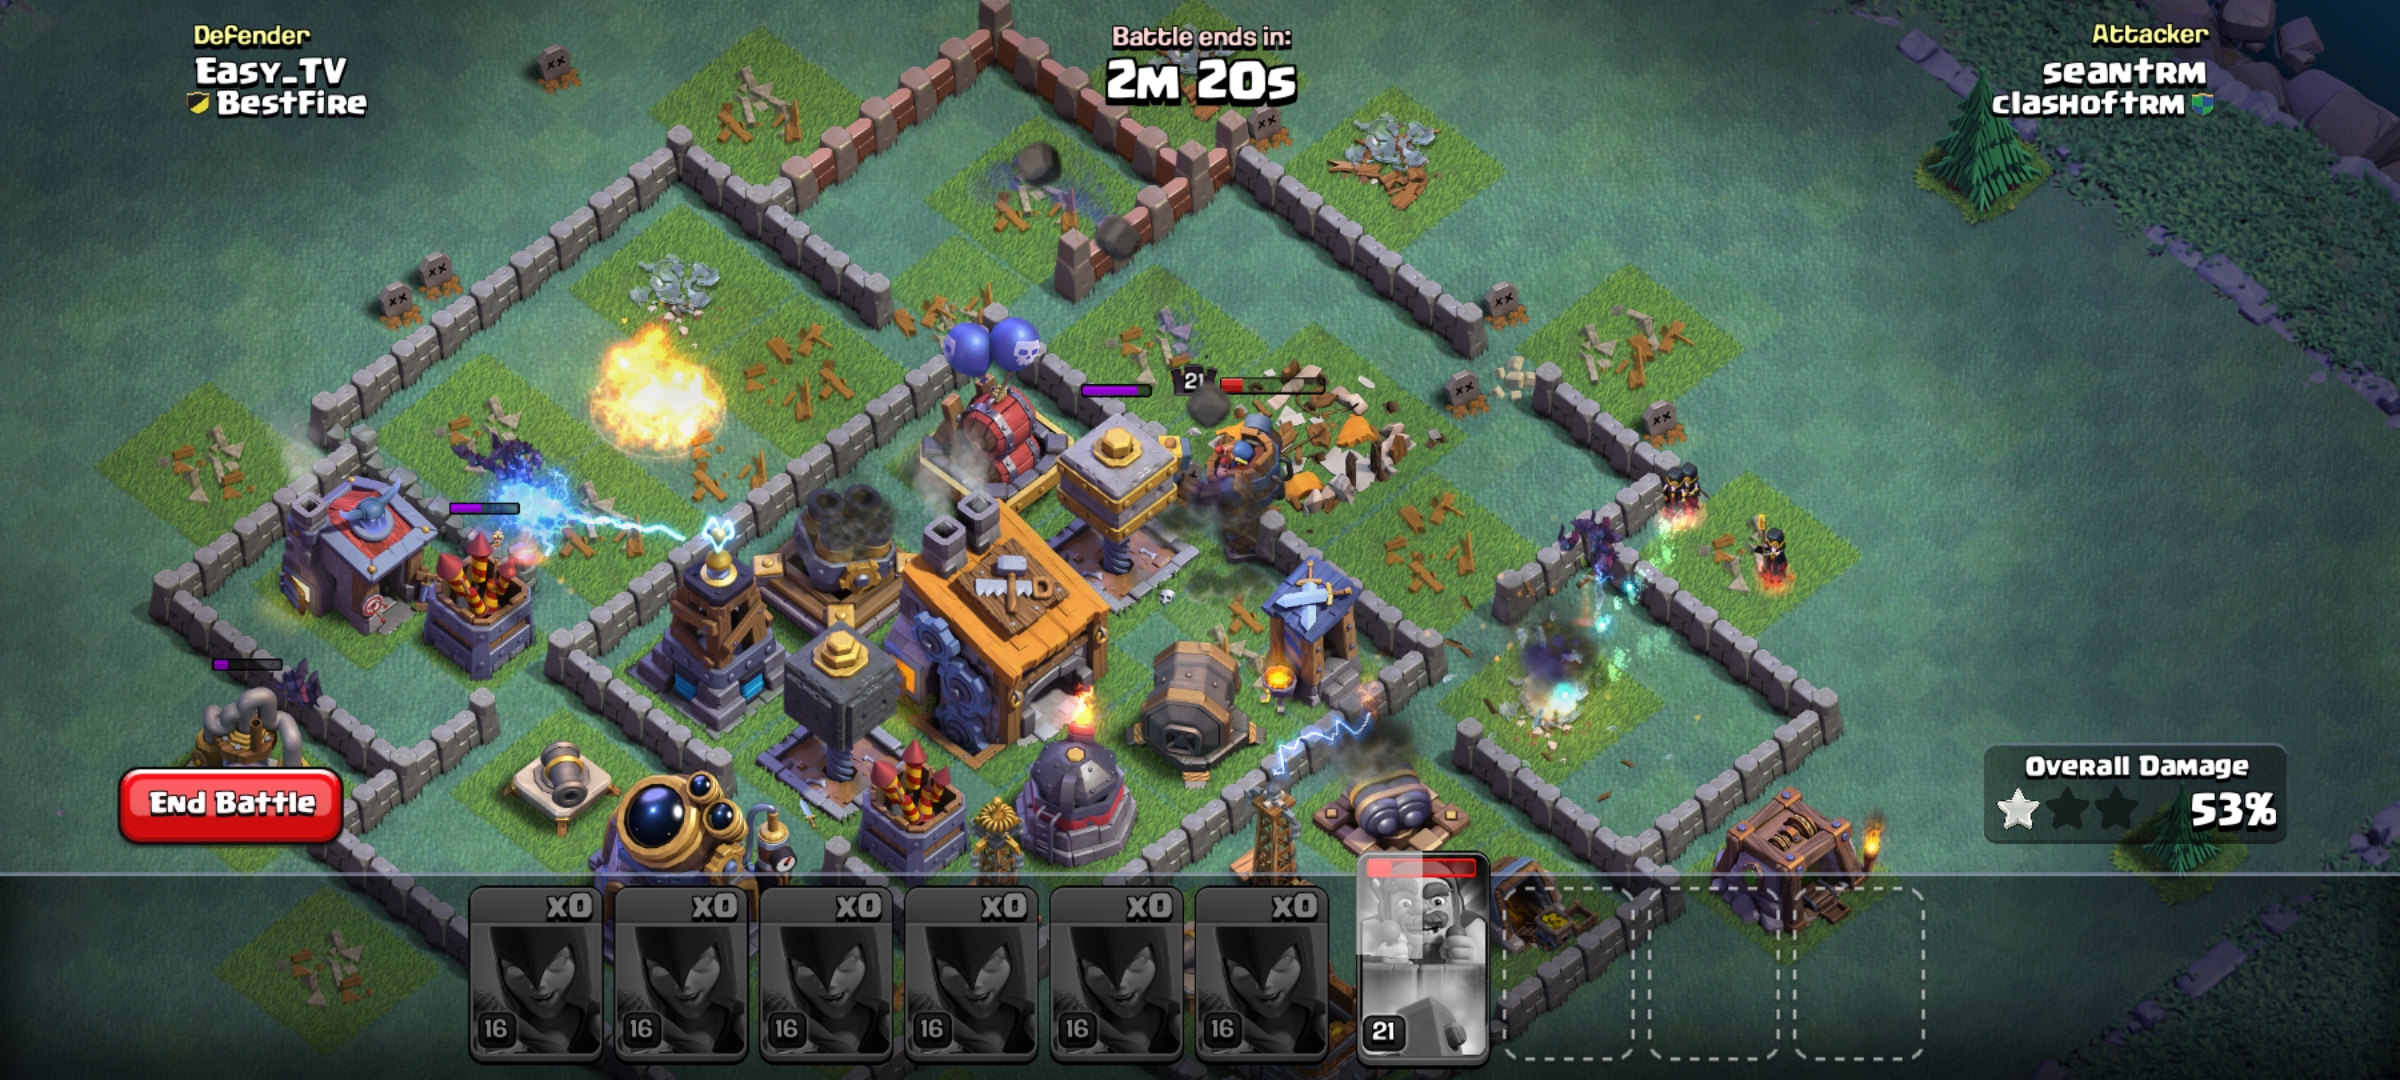 Defender
Easy_TV
BestFire
Battle ends in:
2M 20s
Attacker
seantRM
clashoftRM
21
End Battle
Overall Damage
53%
x0
x0
x0
x0
x0
x0
16
16
16
16
16
16
21